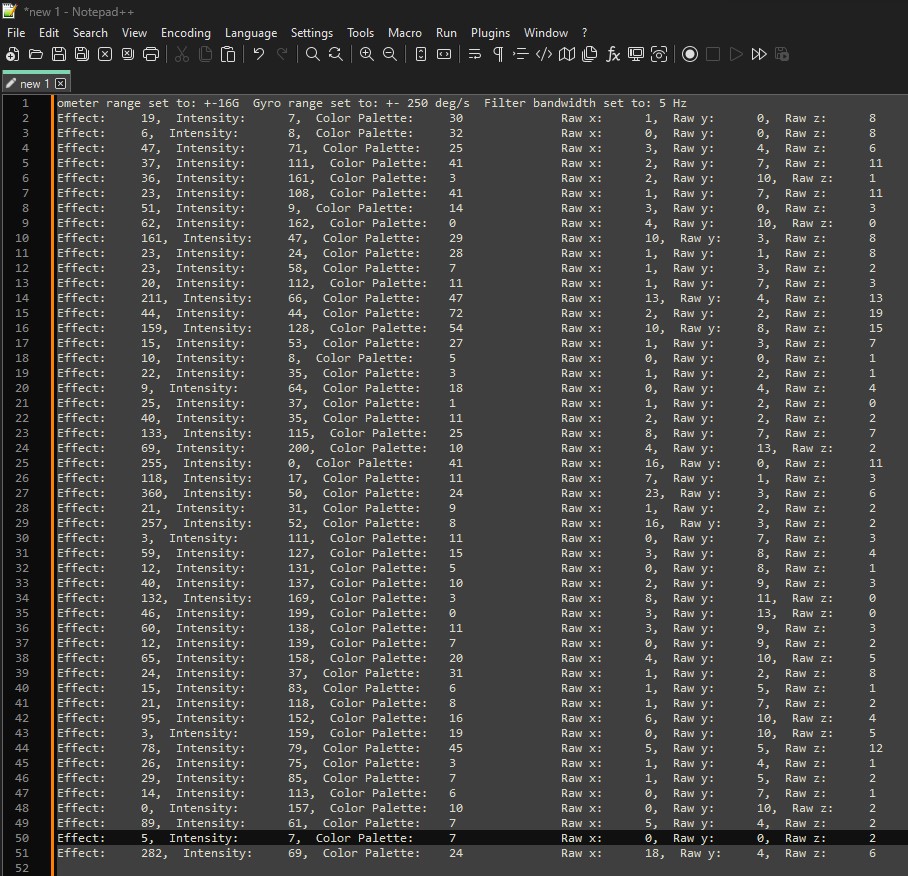 *new 1 - Notepad++
File Edit Search View Encoding Language Settings Tools Macro Run Plugins Window ?
new 1
1 ometer range set to: +-16G Gyro range set to: +- 250 deg/s Filter bandwidth set to: 5 Hz
2 Effect: 19, Intensity: 7, Color Palette: 30 Raw x: 1, Raw y: 0, Raw z: 8
3 Effect: 6, Intensity: 8, Color Palette: 32 Raw x: 0, Raw y: 0, Raw z: 8
4 Effect: 47, Intensity: 71, Color Palette: 25 Raw x: 3, Raw y: 4, Raw z: 6
5 Effect: 37, Intensity: 111, Color Palette: 41 Raw x: 2, Raw y: 7, Raw z: 11
6 Effect: 36, Intensity: 161, Color Palette: 3 Raw x: 2, Raw y: 10, Raw z: 1
7 Effect: 23, Intensity: 108, Color Palette: 41 Raw x: 1, Raw y: 7, Raw z: 11
8 Effect: 51, Intensity: 9, Color Palette: 14 Raw x: 3, Raw y: 0, Raw z: 3
9 Effect: 62, Intensity: 162, Color Palette: 0 Raw x: 4, Raw y: 10, Raw z: 0
10 Effect: 161, Intensity: 47, Color Palette: 29 Raw x: 10, Raw y: 3, Raw z: 8
11 Effect: 23, Intensity: 24, Color Palette: 28 Raw x: 1, Raw y: 1, Raw z: 8
12 Effect: 23, Intensity: 58, Color Palette: 7 Raw x: 1, Raw y: 3, Raw z: 2
13 Effect: 20, Intensity: 112, Color Palette: 11 Raw x: 1, Raw y: 7, Raw z: 3
14 Effect: 211, Intensity: 66, Color Palette: 47 Raw x: 13, Raw y: 4, Raw z: 13
15 Effect: 44, Intensity: 44, Color Palette: 72 Raw x: 2, Raw y: 2, Raw z: 19
16 Effect: 159, Intensity: 128, Color Palette: 54 Raw x: 10, Raw y: 8, Raw z: 15
17 Effect: 15, Intensity: 53, Color Palette: 27 Raw x: 1, Raw y: 3, Raw z: 7
18 Effect: 10, Intensity: 8, Color Palette: 5 Raw x: 0, Raw y: 0, Raw z: 1
19 Effect: 22, Intensity: 35, Color Palette: 3 Raw x: 1, Raw y: 2, Raw z: 1
20 Effect: 9, Intensity: 64, Color Palette: 18 Raw x: 0, Raw y: 4, Raw z: 4
21 Effect: 25, Intensity: 37, Color Palette: 1 Raw x: 1, Raw y: 2, Raw z: 0
22 Effect: 40, Intensity: 35, Color Palette: 11 Raw x: 2, Raw y: 2, Raw z: 2
23 Effect: 133, Intensity: 115, Color Palette: 25 Raw x: 8, Raw y: 7, Raw z: 7
24 Effect: 69, Intensity: 200, Color Palette: 10 Raw x: 4, Raw y: 13, Raw z: 2
25 Effect: 255, Intensity: 0, Color Palette: 41 Raw x: 16, Raw y: 0, Raw z: 11
26 Effect: 118, Intensity: 17, Color Palette: 11 Raw x: 7, Raw y: 1, Raw z: 3
27 Effect: 360, Intensity: 50, Color Palette: 24 Raw x: 23, Raw y: 3, Raw z: 6
28 Effect: 21, Intensity: 31, Color Palette: 9 Raw x: 1, Raw y: 2, Raw z: 2
29 Effect: 257, Intensity: 52, Color Palette: 8 Raw x: 16, Raw y: 3, Raw z: 2
30 Effect: 3, Intensity: 111, Color Palette: 11 Raw x: 0, Raw y: 7, Raw z: 3
31 Effect: 59, Intensity: 127, Color Palette: 15 Raw x: 3, Raw y: 8, Raw z: 4
32 Effect: 12, Intensity: 131, Color Palette: 5 Raw x: 0, Raw y: 8, Raw z: 1
33 Effect: 40, Intensity: 137, Color Palette: 10 Raw x: 2, Raw y: 9, Raw z: 3
34 Effect: 132, Intensity: 169, Color Palette: 3 Raw x: 8, Raw y: 11, Raw z: 0
35 Effect: 46, Intensity: 199, Color Palette: 0 Raw x: 3, Raw y: 13, Raw z: 0
36 Effect: 60, Intensity: 138, Color Palette: 11 Raw x: 3, Raw y: 9, Raw z: 3
37 Effect: 12, Intensity: 139, Color Palette: 7 Raw x: 0, Raw y: 9, Raw z: 2
38 Effect: 65, Intensity: 158, Color Palette: 20 Raw x: 4, Raw y: 10, Raw z: 5
39 Effect: 24, Intensity: 37, Color Palette: 31 Raw x: 1, Raw y: 2, Raw z: 8
40 Effect: 15, Intensity: 83, Color Palette: 6 Raw x: 1, Raw y: 5, Raw z: 1
41 Effect: 21, Intensity: 118, Color Palette: 8 Raw x: 1, Raw y: 7, Raw z: 2
42 Effect: 95, Intensity: 152, Color Palette: 16 Raw x: 6, Raw y: 10, Raw z: 4
43 Effect: 3, Intensity: 159, Color Palette: 19 Raw x: 0, Raw y: 10, Raw z: 5
44 Effect: 78, Intensity: 79, Color Palette: 45 Raw x: 5, Raw y: 5, Raw z: 12
45 Effect: 26, Intensity: 75, Color Palette: 3 Raw x: 1, Raw y: 4, Raw z: 1
46 Effect: 29, Intensity: 85, Color Palette: 7 Raw x: 1, Raw y: 5, Raw z: 2
47 Effect: 14, Intensity: 113, Color Palette: 6 Raw x: 0, Raw y: 7, Raw z: 1
48 Effect: 0, Intensity: 157, Color Palette: 10 Raw x: 0, Raw y: 10, Raw z: 2
49 Effect: 89, Intensity: 61, Color Palette: 7 Raw x: 5, Raw y: 4, Raw z: 2
50 Effect: 5, Intensity: 7, Color Palette: 7 Raw x: 0, Raw y: 0, Raw z: 2
51 Effect: 282, Intensity: 69, Color Palette: 24 Raw x: 18, Raw y: 4, Raw z: 6
52